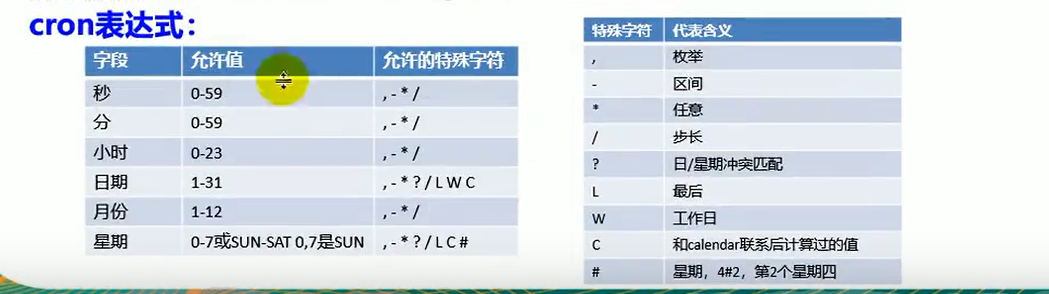 cron表达式:
字段 允许值 允许的特殊字符
秒 0-59 , - * /
分 0-59 , - * /
小时 0-23 , - * /
日期 1-31 , - * ? / L W C
月份 1-12 , - * /
星期 0-7或SUN-SAT 0,7是SUN , - * ? / L C #
特殊字符 代表含义
, 枚举
- 区间
* 任意
/ 步长
? 日/星期冲突匹配
L 最后
W 工作日
C 和calendar联系后计算过的值
# 星期，4#2，第2个星期四